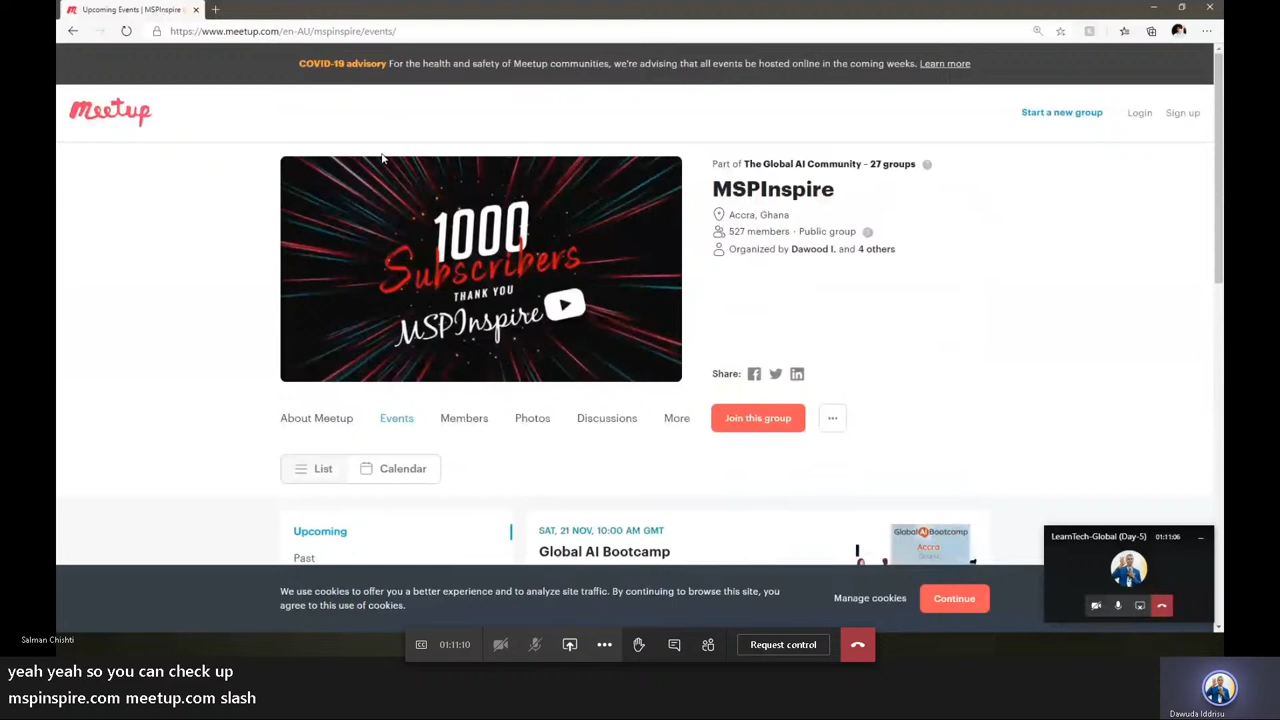 Upcoming Events | MSPInspire
https://www.meetup.com/en-AU/mspinspire/events/
COVID-19 advisory For the health and safety of Meetup communities, we're advising that all events be hosted online in the coming weeks. Learn more
Meetup
Start a new group Login Sign up
1000
Subscribers
THANK YOU
MSPInspire
Part of The Global AI Community – 27 groups ?
MSPInspire
Accra, Ghana
527 members · Public group ?
Organized by Dawood I. and 4 others
Share:
About Meetup Events Members Photos Discussions More Join this group ...
List Calendar
Upcoming
Past
SAT, 21 NOV, 10:00 AM GMT
Global AI Bootcamp
Global AI Bootcamp
Accra
LearnTech-Global (Day-5) 01:11:06
We use cookies to offer you a better experience and to analyze site traffic. By continuing to browse this site, you
agree to this use of cookies.
Manage cookies Continue
Salman Chishti
CC 01:11:10 Request control
yeah yeah so you can check up
mspinspire.com meetup.com slash
Dawuda Iddrisu